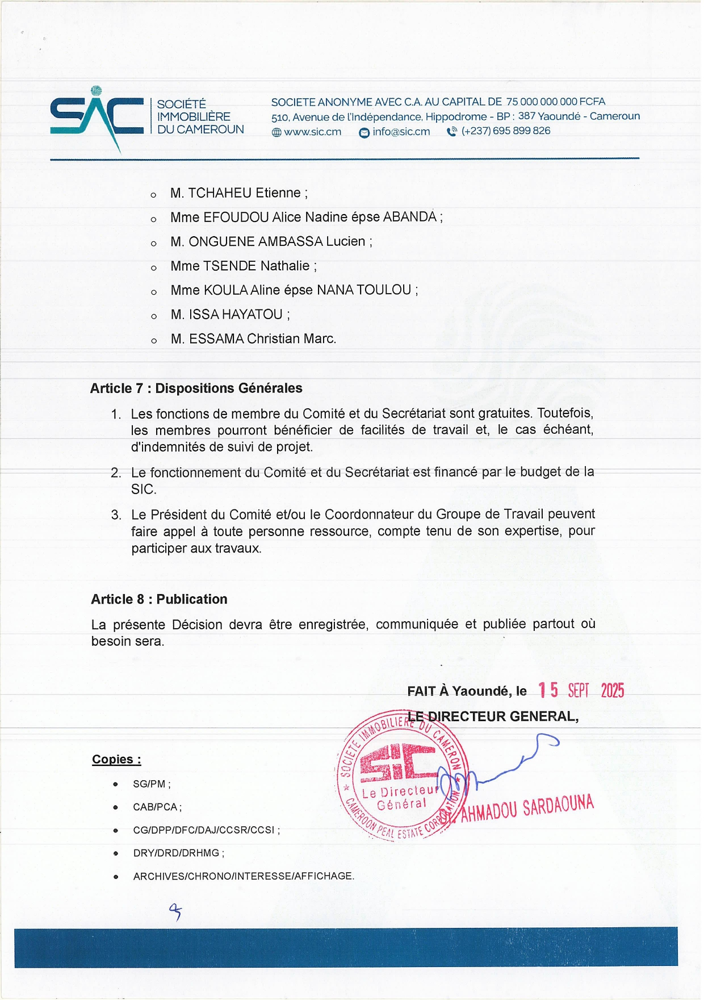 SIC
SOCIÉTÉ
IMMOBILIÈRE
DU CAMEROUN
SOCIETE ANONYME AVEC C.A. AU CAPITAL DE 75 000 000 000 FCFA
510, Avenue de l'Indépendance, Hippodrome - BP : 387 Yaoundé - Cameroun
www.sic.cm info@sic.cm (+237) 695 899 826
o M. TCHAHEU Etienne ;
o Mme EFOUDOU Alice Nadine épse ABANDA ;
o M. ONGUENE AMBASSA Lucien ;
o Mme TSENDE Nathalie ;
o Mme KOULA Aline épse NANA TOULOU ;
o M. ISSA HAYATOU ;
o M. ESSAMA Christian Marc.
Article 7 : Dispositions Générales
1. Les fonctions de membre du Comité et du Secrétariat sont gratuites. Toutefois,
les membres pourront bénéficier de facilités de travail et, le cas échéant,
d'indemnités de suivi de projet.
2. Le fonctionnement du Comité et du Secrétariat est financé par le budget de la
SIC.
3. Le Président du Comité et/ou le Coordonnateur du Groupe de Travail peuvent
faire appel à toute personne ressource, compte tenu de son expertise, pour
participer aux travaux.
Article 8 : Publication
La présente Décision devra être enregistrée, communiquée et publiée partout où
besoin sera.
FAIT À Yaoundé, le 15 SEPT 2025
LE DIRECTEUR GENERAL,
SOCIETE IMMOBILIERE DU CAMERON
SIC
Le Directeur
Général
CAMEROON REAL ESTATE CORPORATION
Dr. AHMADOU SARDAOUNA
Copies :
• SG/PM ;
• CAB/PCA ;
• CG/DPP/DFC/DAJ/CCSR/CCSI ;
• DRY/DRD/DRHMG ;
• ARCHIVES/CHRONO/INTERESSE/AFFICHAGE.